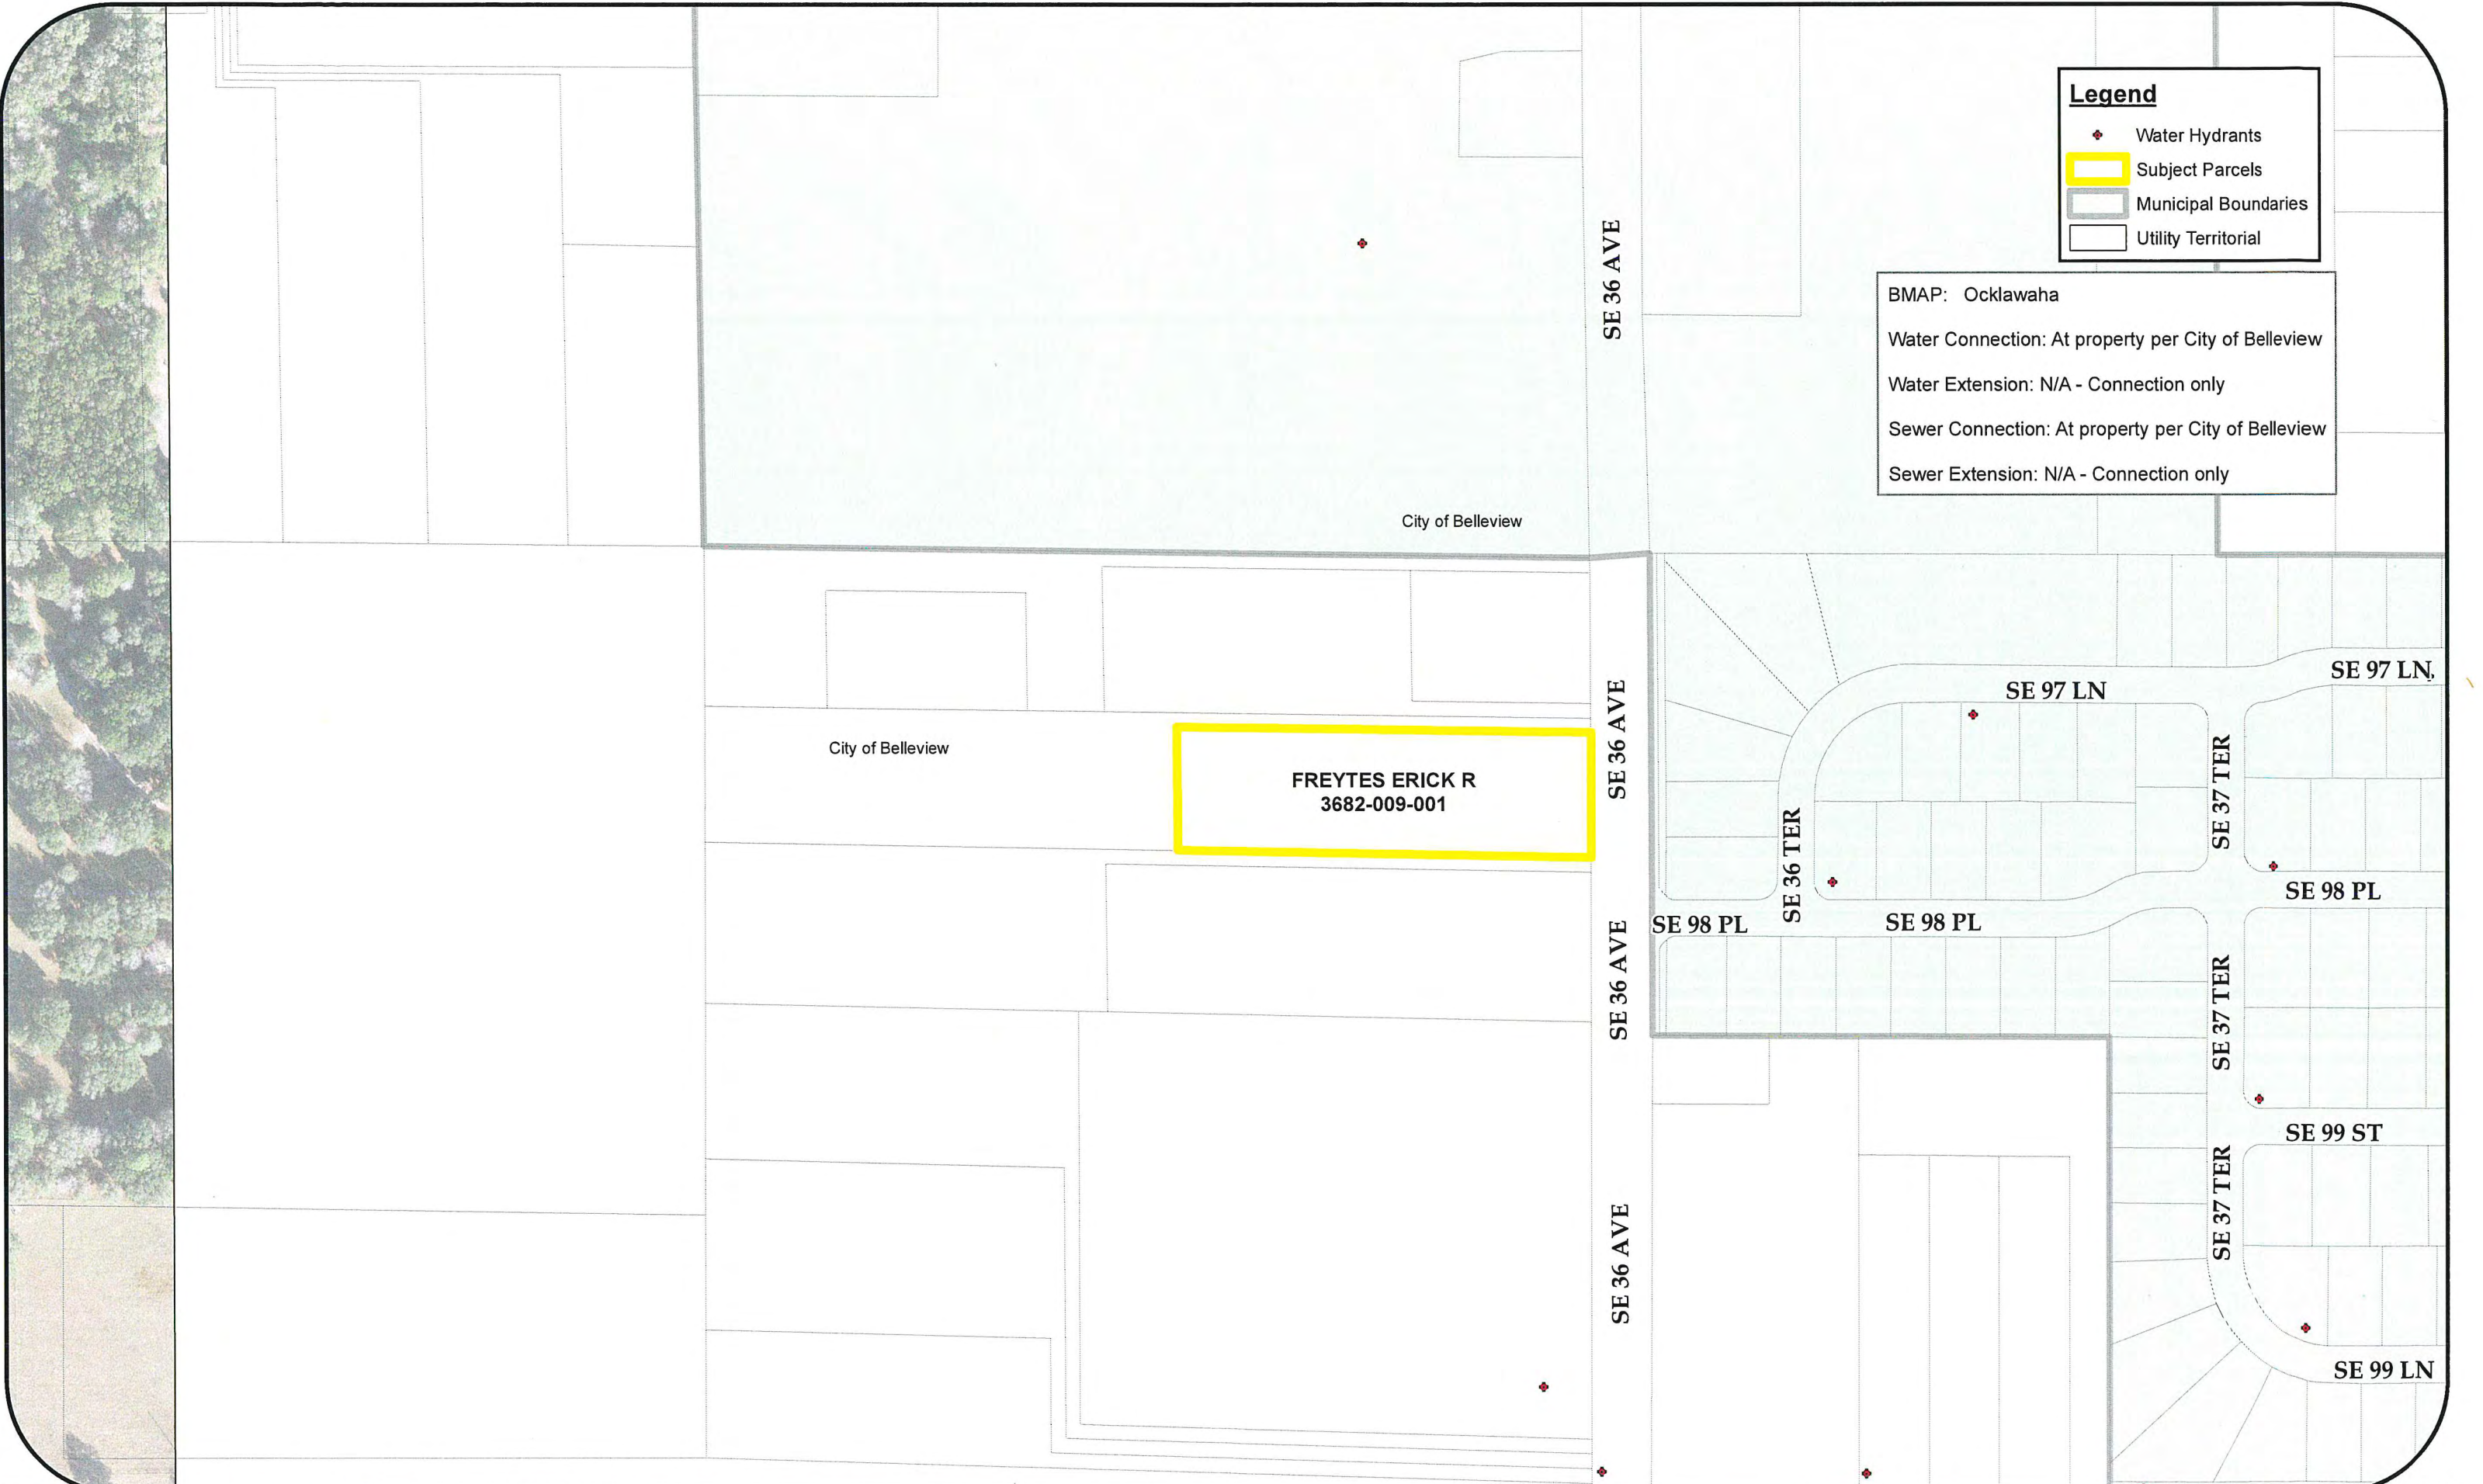 Legend
Water Hydrants
Subject Parcels
Municipal Boundaries
Utility Territorial
BMAP: Ocklawaha
Water Connection: At property per City of Belleview
Water Extension: N/A - Connection only
Sewer Connection: At property per City of Belleview
Sewer Extension: N/A - Connection only
SE 36 AVE
City of Belleview
SE 97 LN
SE 97 LN
SE 36 AVE
City of Belleview
FREYTES ERICK R
3682-009-001
SE 37 TER
SE 36 TER
SE 98 PL
SE 98 PL
SE 98 PL
SE 36 AVE
SE 37 TER
SE 99 ST
SE 37 TER
SE 36 AVE
SE 99 LN